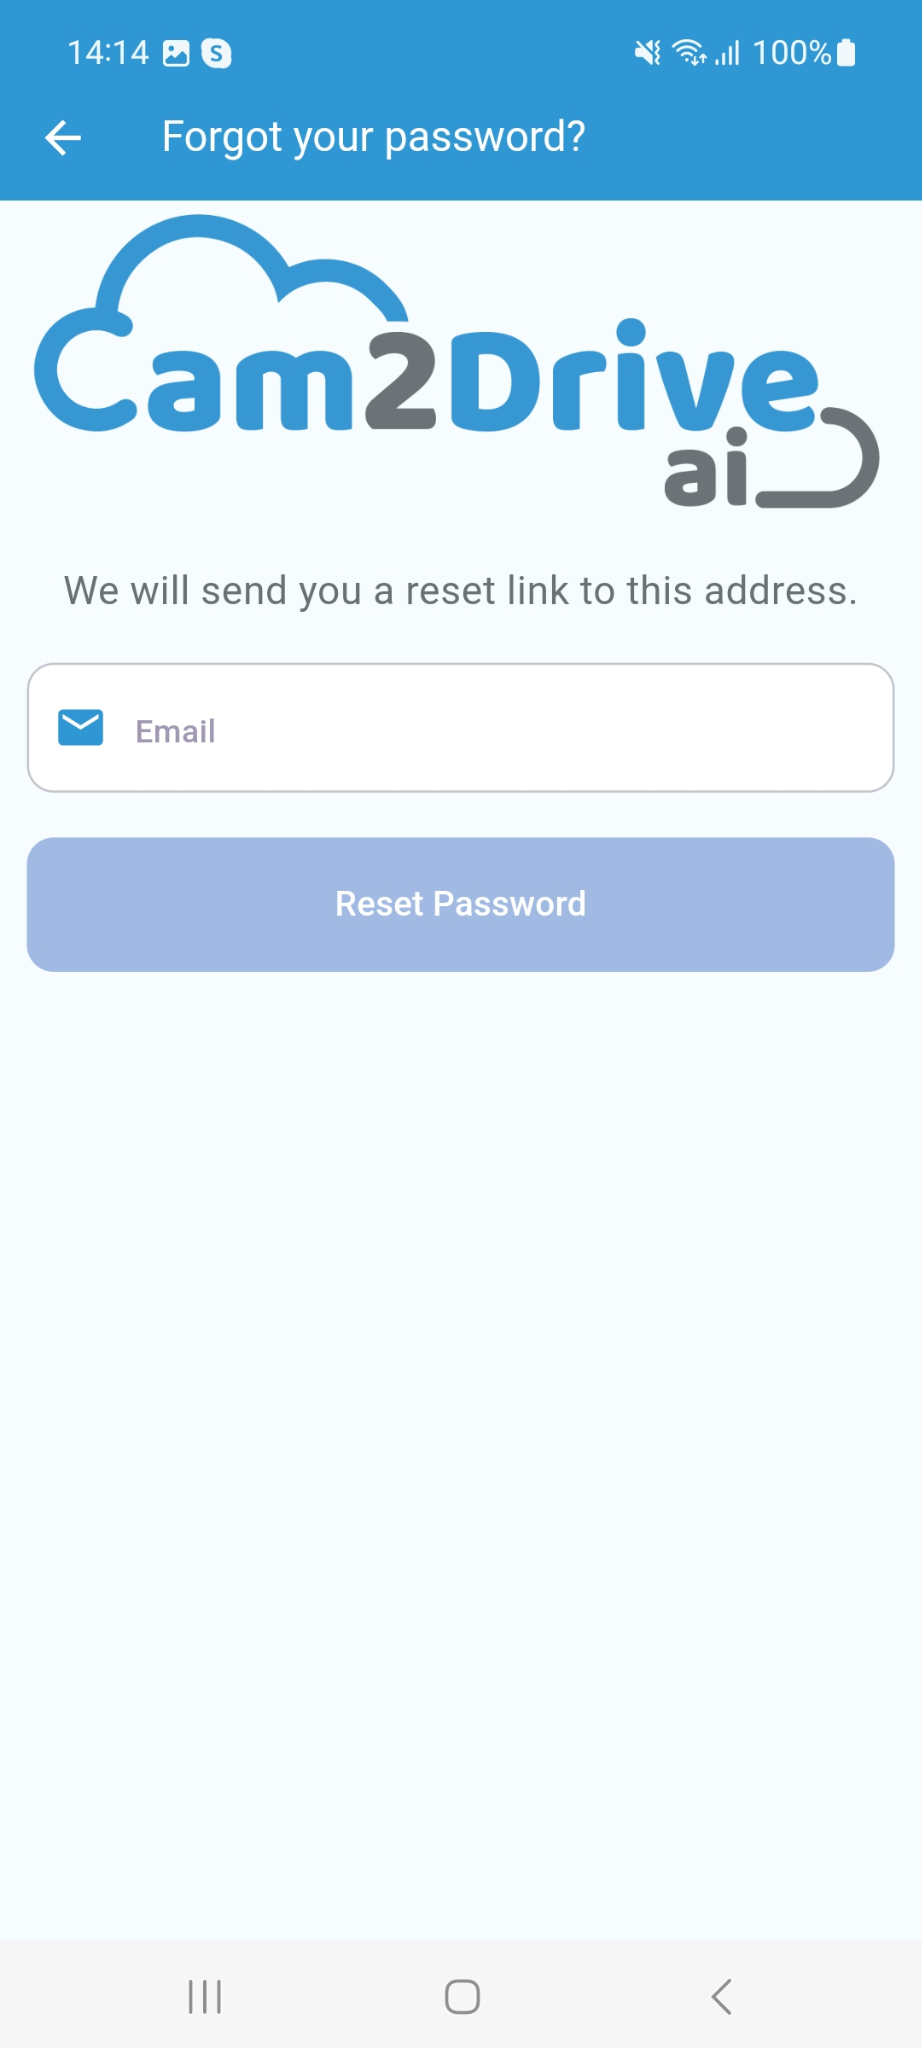 14:14 100%
Forgot your password?
Cam2Drive
ai
We will send you a reset link to this address.
Email
Reset Password